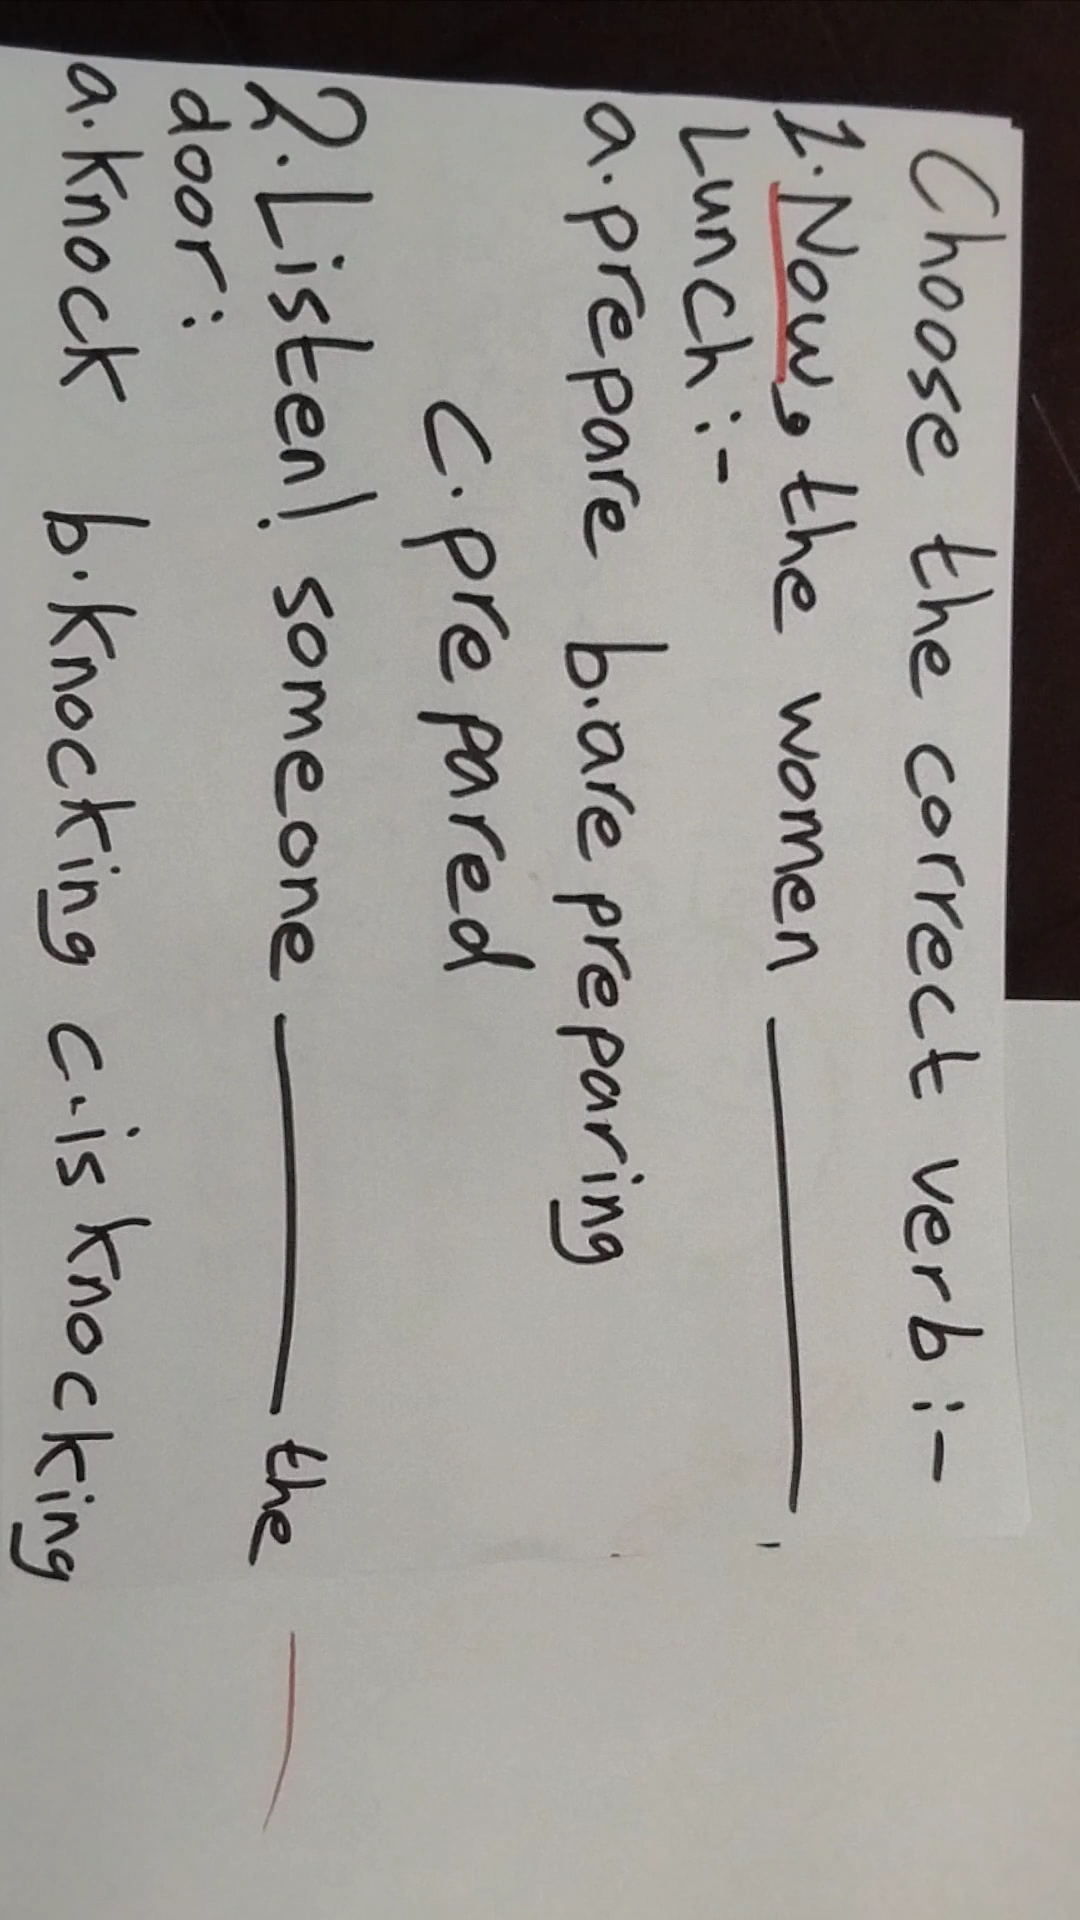 Choose the correct verb:-
1. Now, the women ________
Lunch:-
a. prepare b. are preparing
c. prepared
2. Listen! someone ________ the
door:
a. knock b. knocking c. is knocking